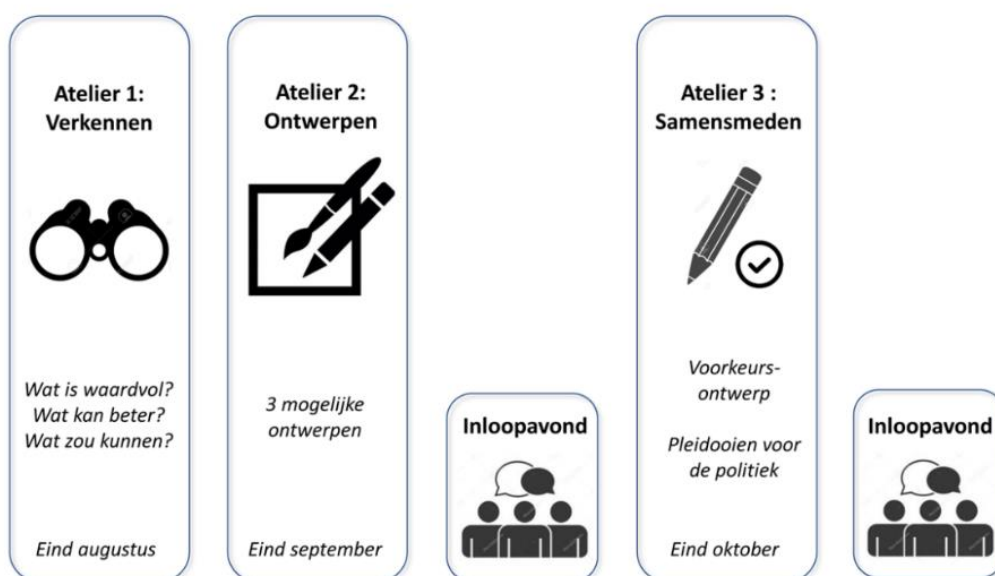 Atelier 1:
Verkennen
Wat is waardvol?
Wat kan beter?
Wat zou kunnen?
Eind augustus
Atelier 2:
Ontwerpen
3 mogelijke
ontwerpen
Eind september
Inloopavond
Atelier 3 :
Samensmeden
Voorkeurs-
ontwerp
Pleidooien voor
de politiek
Eind oktober
Inloopavond